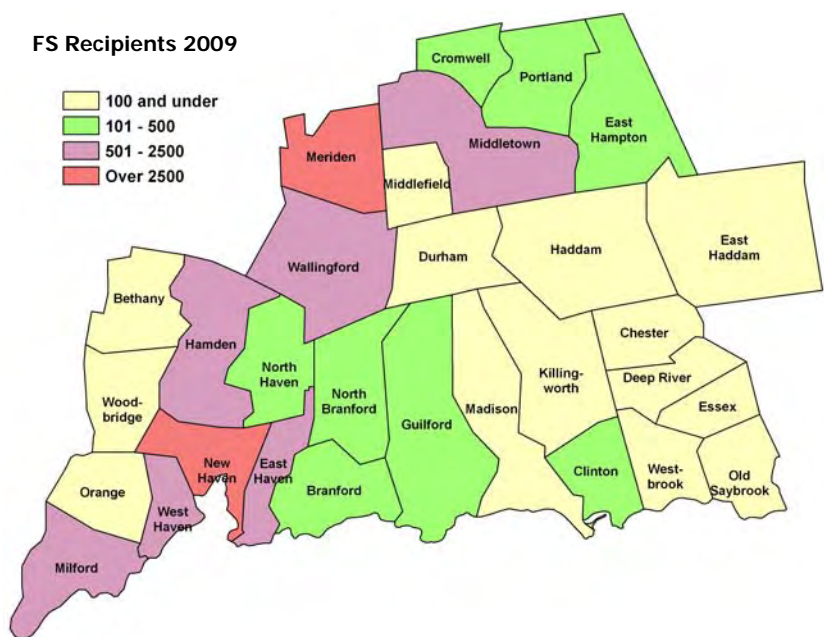 FS Recipients 2009
100 and under
101 - 500
501 - 2500
Over 2500
Cromwell
Portland
East
Hampton
Meriden
Middletown
Middlefield
Wallingford
Durham
Haddam
East
Haddam
Bethany
Hamden
North
Haven
Chester
Deep River
Killing-
worth
Essex
Wood-
bridge
North
Branford
Madison
Guilford
New
Haven
East
Haven
Branford
Clinton
West-
brook
Old
Saybrook
Orange
West
Haven
Milford